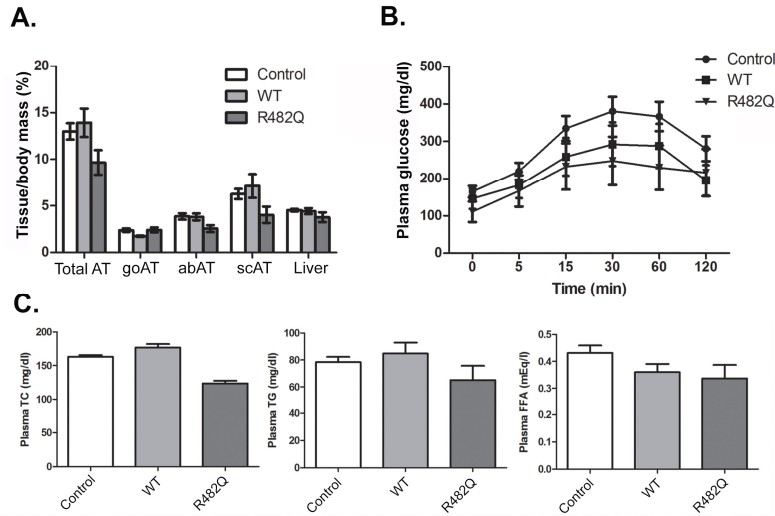 A.
Tissue/body mass (%)
20
15
10
5
0
Control
WT
R482Q
Total AT goAT abAT scAT Liver
B.
Plasma glucose (mg/dl)
500
400
300
200
100
0
Control
WT
R482Q
0 5 15 30 60 120
Time (min)
C.
Plasma TC (mg/dl)
200
150
100
50
0
Control WT R482Q
Plasma TG (mg/dl)
100
80
60
40
20
0
Control WT R482Q
Plasma FFA (mEq/l)
0.5
0.4
0.3
0.2
0.1
0.0
Control WT R482Q